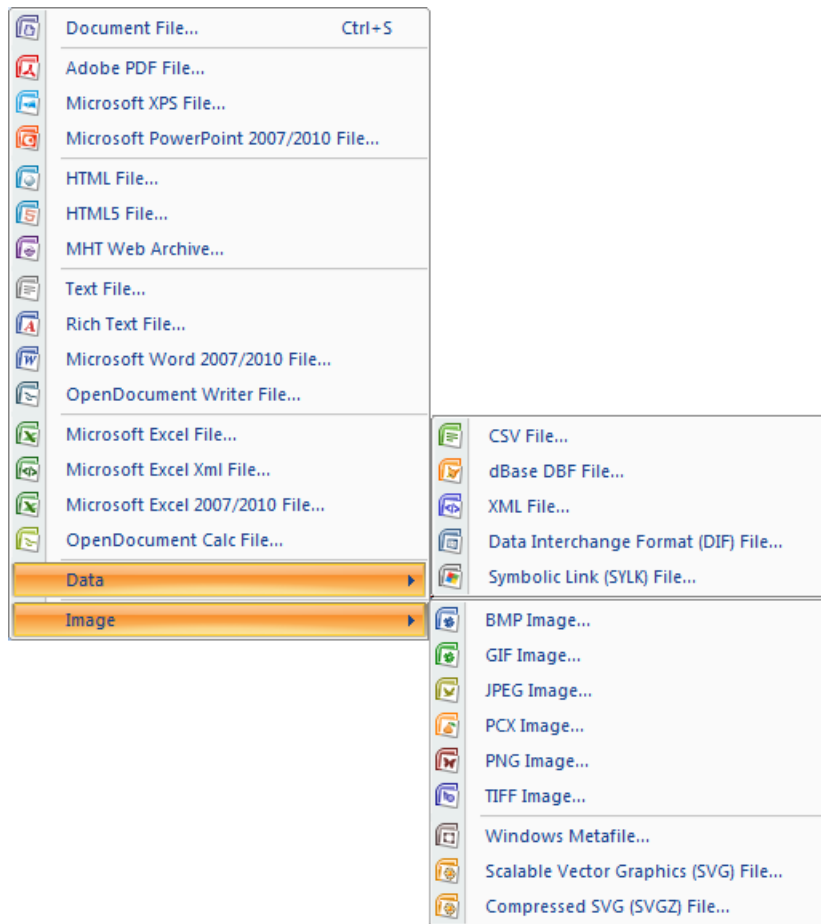 Document File... Ctrl+S
Adobe PDF File...
Microsoft XPS File...
Microsoft PowerPoint 2007/2010 File...
HTML File...
HTML5 File...
MHT Web Archive...
Text File...
Rich Text File...
Microsoft Word 2007/2010 File...
OpenDocument Writer File...
Microsoft Excel File...
Microsoft Excel Xml File...
Microsoft Excel 2007/2010 File...
OpenDocument Calc File...
Data
Image
CSV File...
dBase DBF File...
XML File...
Data Interchange Format (DIF) File...
Symbolic Link (SYLK) File...
BMP Image...
GIF Image...
JPEG Image...
PCX Image...
PNG Image...
TIFF Image...
Windows Metafile...
Scalable Vector Graphics (SVG) File...
Compressed SVG (SVGZ) File...